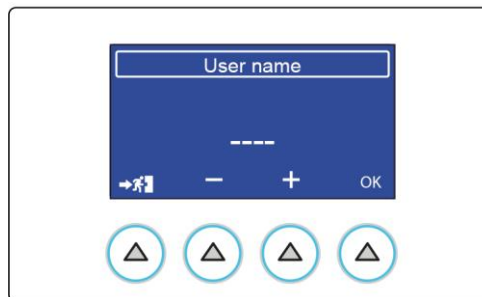 User name
----
− + OK